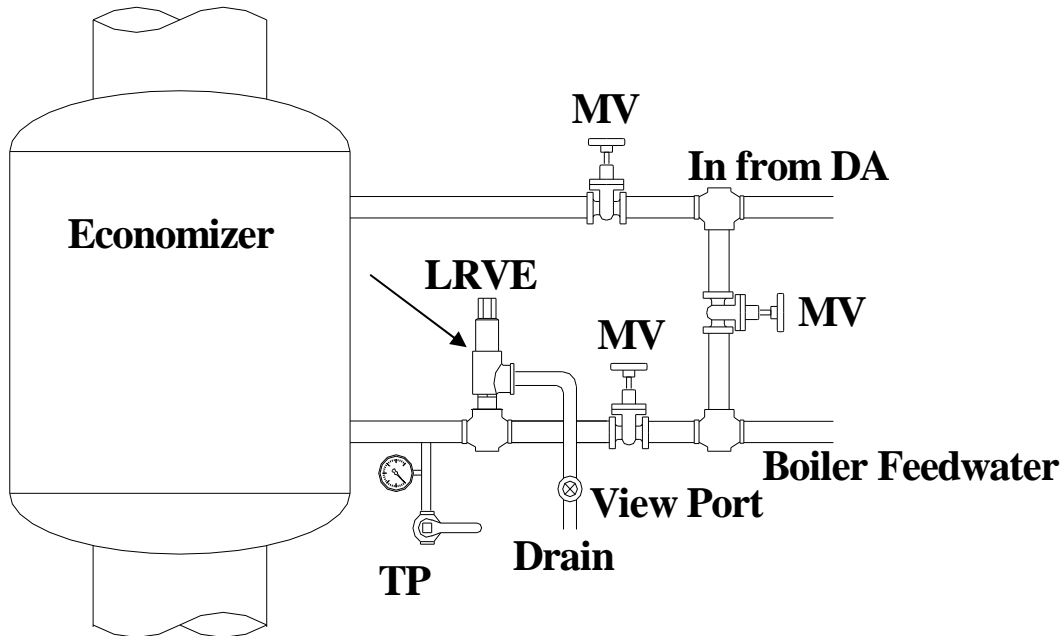 MV
In from DA
Economizer
LRVE
MV
MV
Boiler Feedwater
View Port
Drain
TP